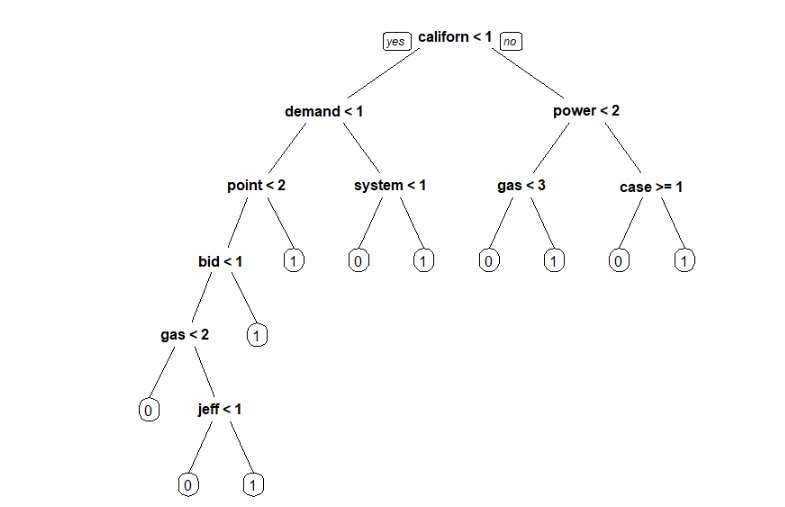 yes californ < 1 no
demand < 1 power < 2
point < 2 system < 1 gas < 3 case >= 1
bid < 1 1 0 1 0 1 0 1
gas < 2 1
0 jeff < 1
0 1